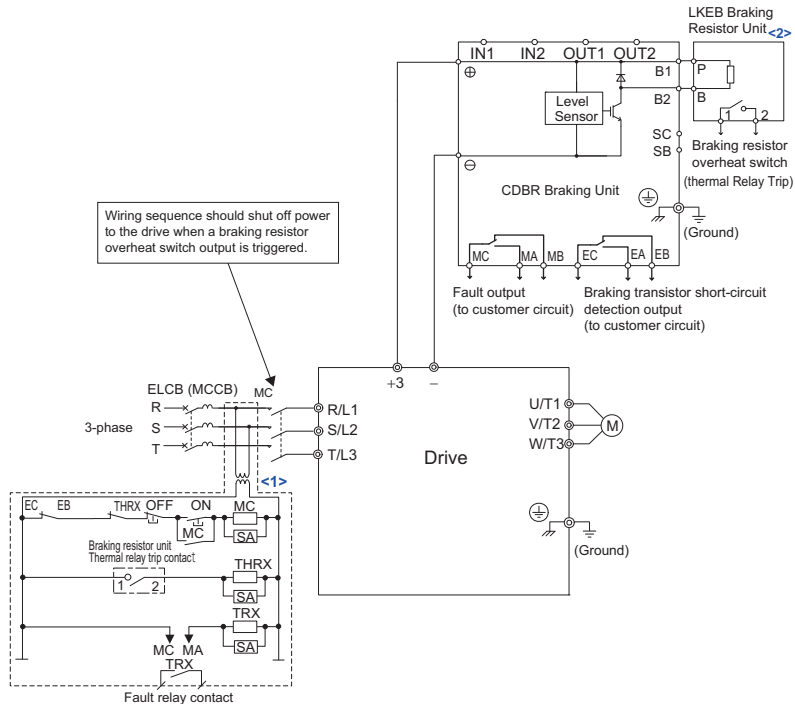 LKEB Braking
Resistor Unit <2>
IN1 IN2 OUT1 OUT2
B1
P
Level
Sensor
B2
B
1 2
SC
SB
Braking resistor
overheat switch
(thermal Relay Trip)
CDBR Braking Unit
(Ground)
MC MA MB EC EA EB
Fault output
(to customer circuit)
Braking transistor short-circuit
detection output
(to customer circuit)
Wiring sequence should shut off power
to the drive when a braking resistor
overheat switch output is triggered.
+3 −
ELCB (MCCB) MC
3-phase
R
S
T
R/L1
S/L2
T/L3
Drive
U/T1
V/T2
W/T3
M
(Ground)
<1>
EC EB THRX OFF ON MC
MC
SA
Braking resistor unit
Thermal relay trip contact
1 2
THRX
SA
TRX
SA
MC MA
TRX
Fault relay contact